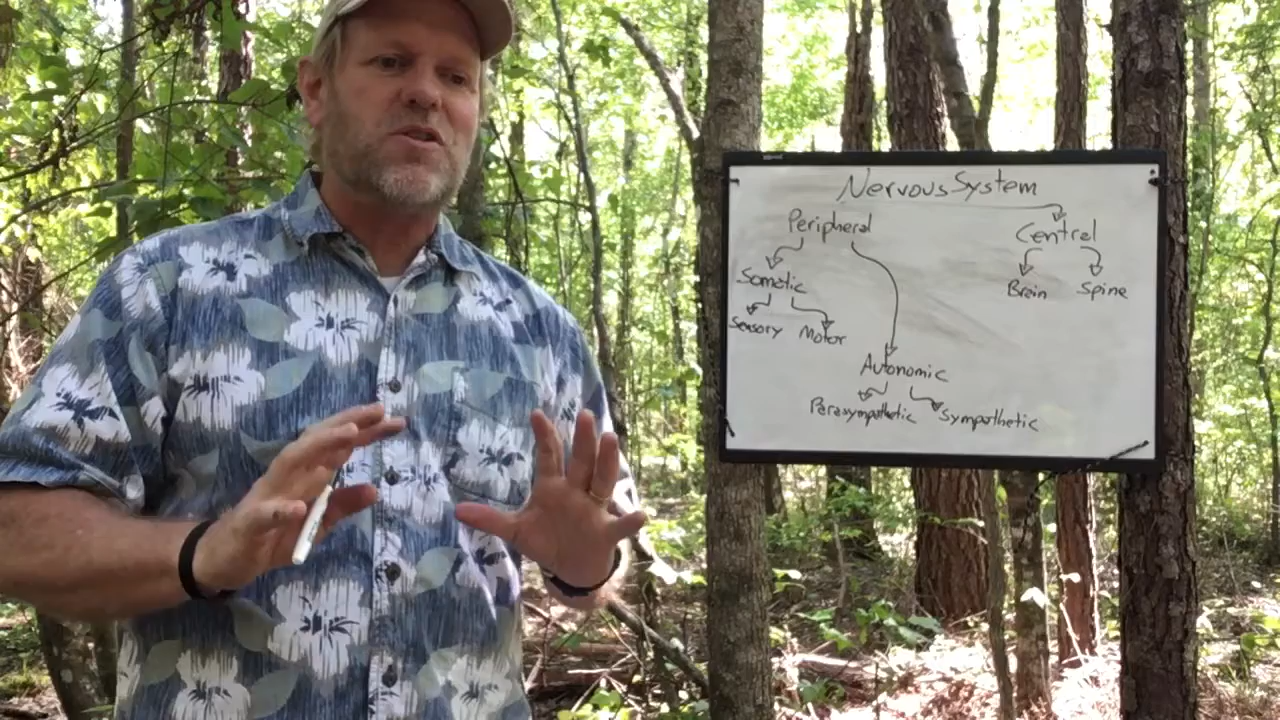 Nervous System
Peripheral Central
Somatic Brain Spine
Sensory Motor
Autonomic
Parasympathetic Sympathetic